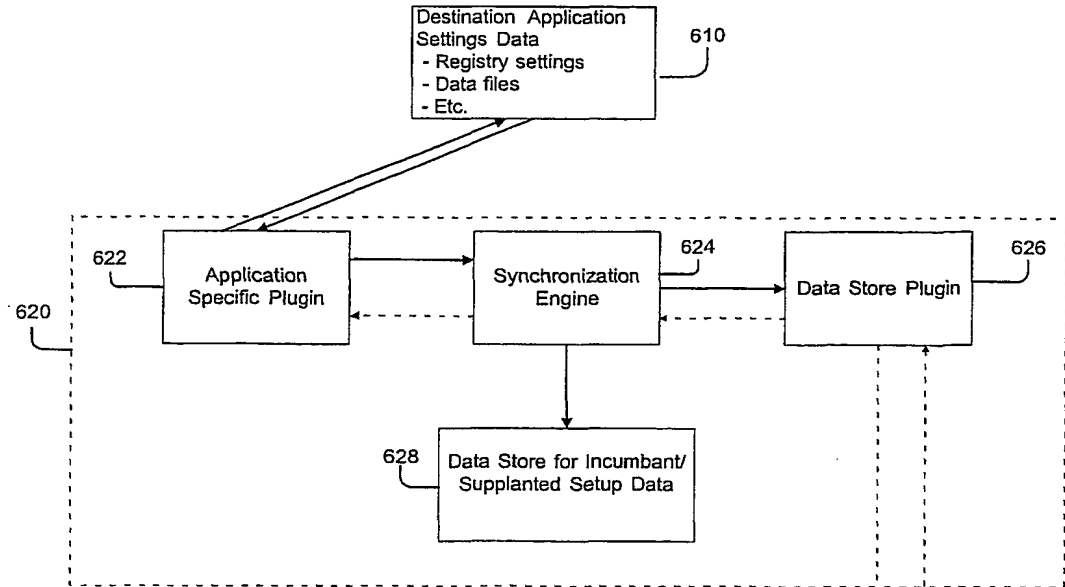 Destination Application
Settings Data
- Registry settings
- Data files
- Etc.
610
622
Application
Specific Plugin
Synchronization
Engine
624
Data Store Plugin
626
620
628
Data Store for Incumbant/
Supplanted Setup Data